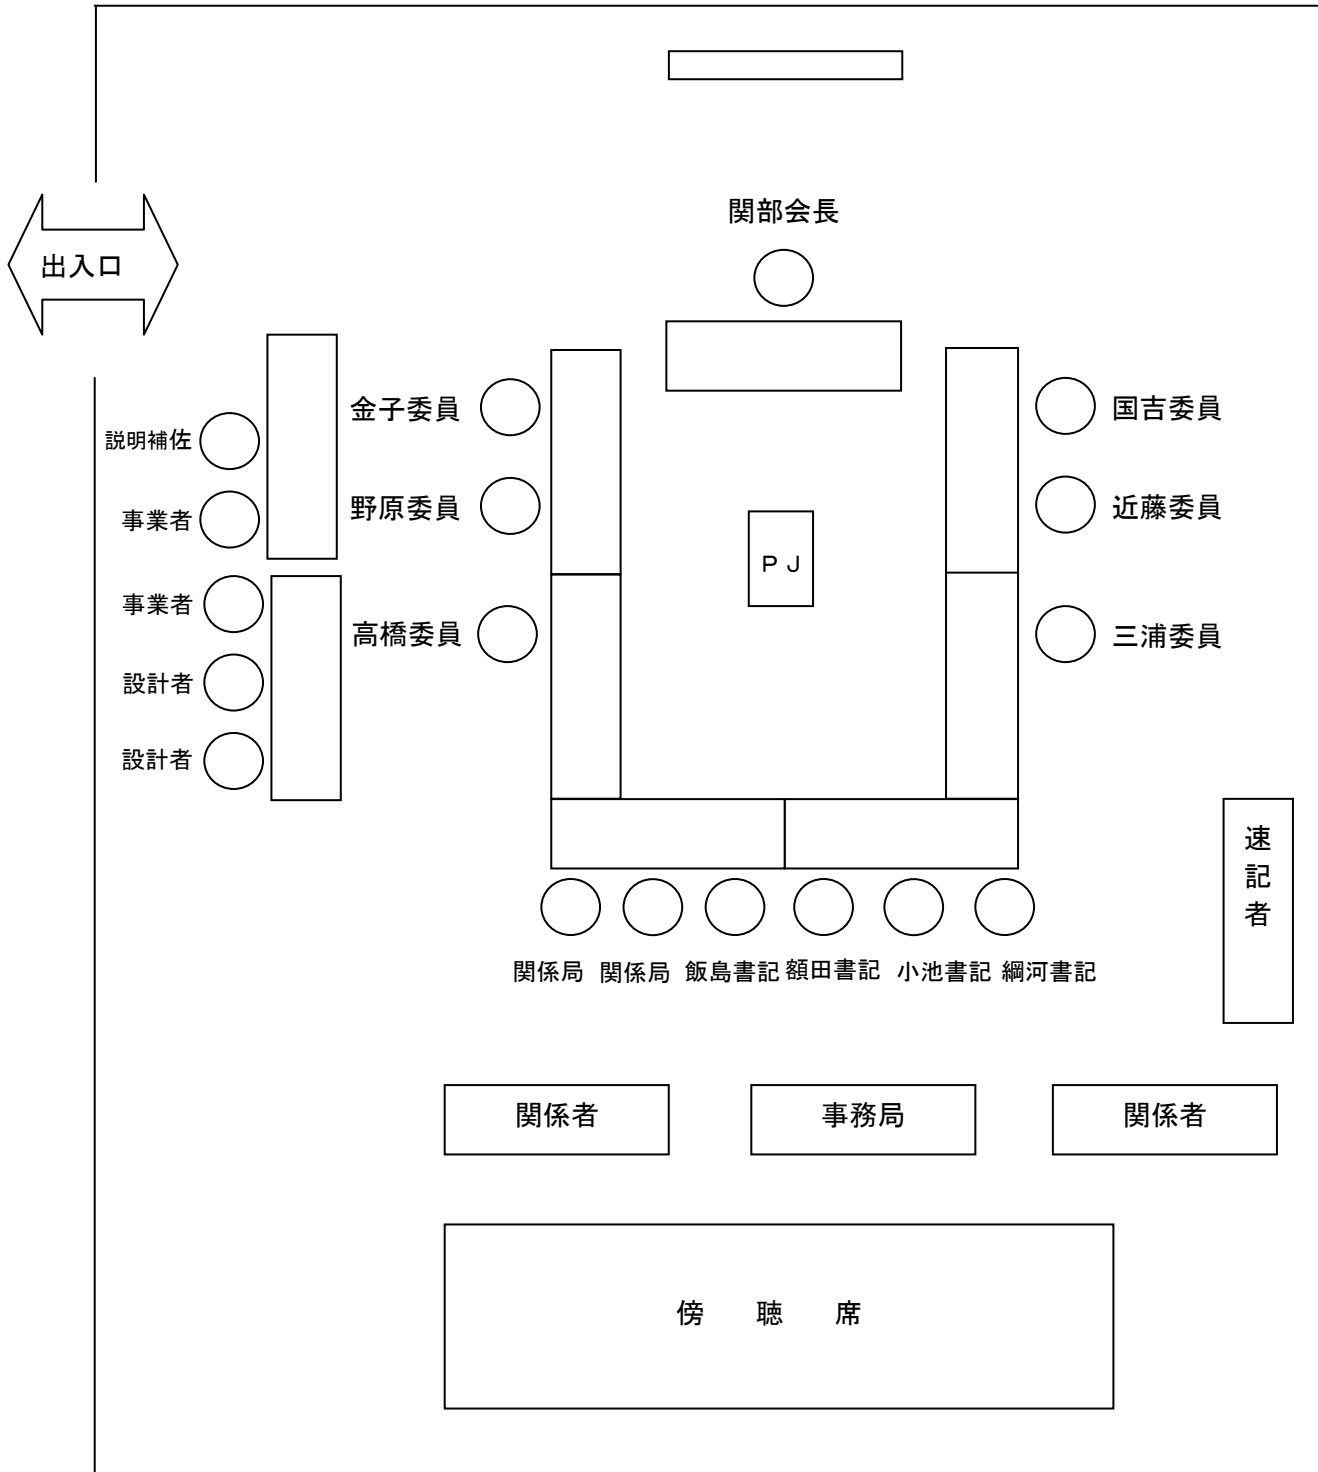 関部会長
出入口
金子委員
国吉委員
説明補佐
野原委員
近藤委員
事業者
PJ
事業者
高橋委員
三浦委員
設計者
設計者
速記者
関係局 関係局 飯島書記 額田書記 小池書記 綱河書記
関係者 事務局 関係者
傍 聴 席